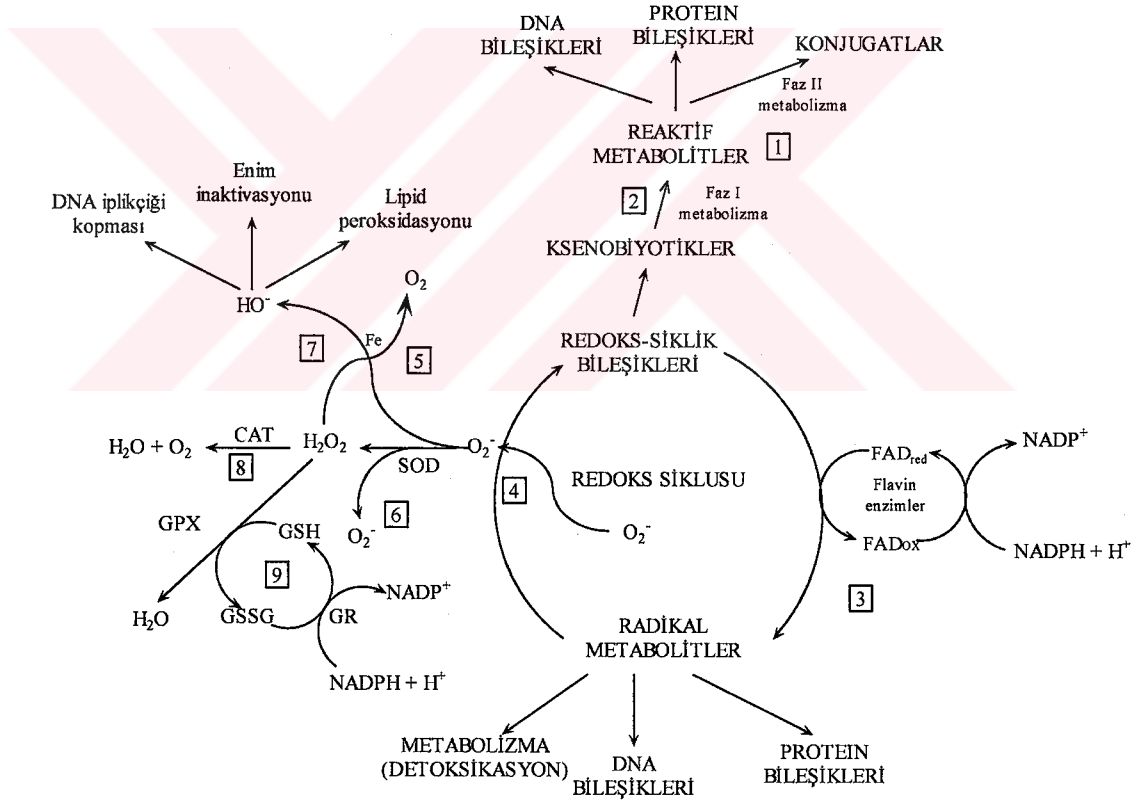 DNA
BİLEŞİKLERİ
PROTEIN
BİLEŞİKLERİ
KONJUGATLAR
Faz II
metabolizma
REAKTİF
METABOLİTLER
1
2
Faz I
metabolizma
KSENOBİYOTİKLER
DNA iplikçiği
kopması
Enim
inaktivasyonu
Lipid
peroksidasyonu
HO⁻
O₂
7
Fe
5
REDOKS-SİKLİK
BİLEŞİKLERİ
H₂O + O₂
CAT
8
H₂O₂
SOD
O₂⁻
6
O₂⁻
4
REDOKS SİKLUSU
O₂⁻
FADred
Flavin
enzimler
FADox
NADP⁺
NADPH + H⁺
3
GPX
GSH
9
GSSG
GR
H₂O
NADP⁺
NADPH + H⁺
RADİKAL
METABOLİTLER
METABOLİZMA
(DETOKSİKASYON)
DNA
BİLEŞİKLERİ
PROTEIN
BİLEŞİKLERİ